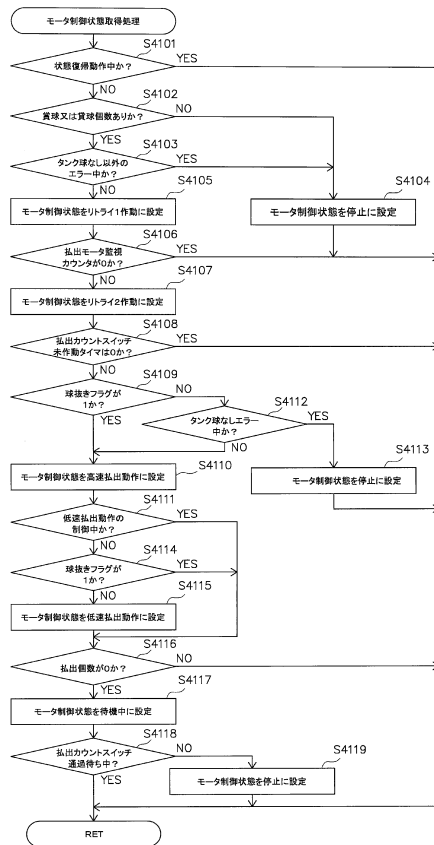 モータ制御状態取得処理
S4101
状態復帰動作中か？
YES
NO
S4102
賞球又は貸球個数ありか？
NO
YES
S4103
タンク球なし以外の
エラー中か？
YES
NO
S4104
モータ制御状態を停止に設定
S4105
モータ制御状態をリトライ1作動に設定
S4106
払出モータ監視
カウンタが0か？
YES
NO
S4107
モータ制御状態をリトライ2作動に設定
S4108
払出カウントスイッチ
未作動タイマは0か？
YES
NO
S4109
球抜きフラグが
1か？
NO
YES
S4112
タンク球なしエラー
中か？
YES
NO
S4110
モータ制御状態を高速払出動作に設定
S4113
モータ制御状態を停止に設定
S4111
低速払出動作の
制御中か？
YES
NO
S4114
球抜きフラグが
1か？
YES
NO
S4115
モータ制御状態を低速払出動作に設定
S4116
払出個数が0か？
NO
YES
S4117
モータ制御状態を待機中に設定
S4118
払出カウントスイッチ
通過待ち中？
NO
YES
S4119
モータ制御状態を停止に設定
RET